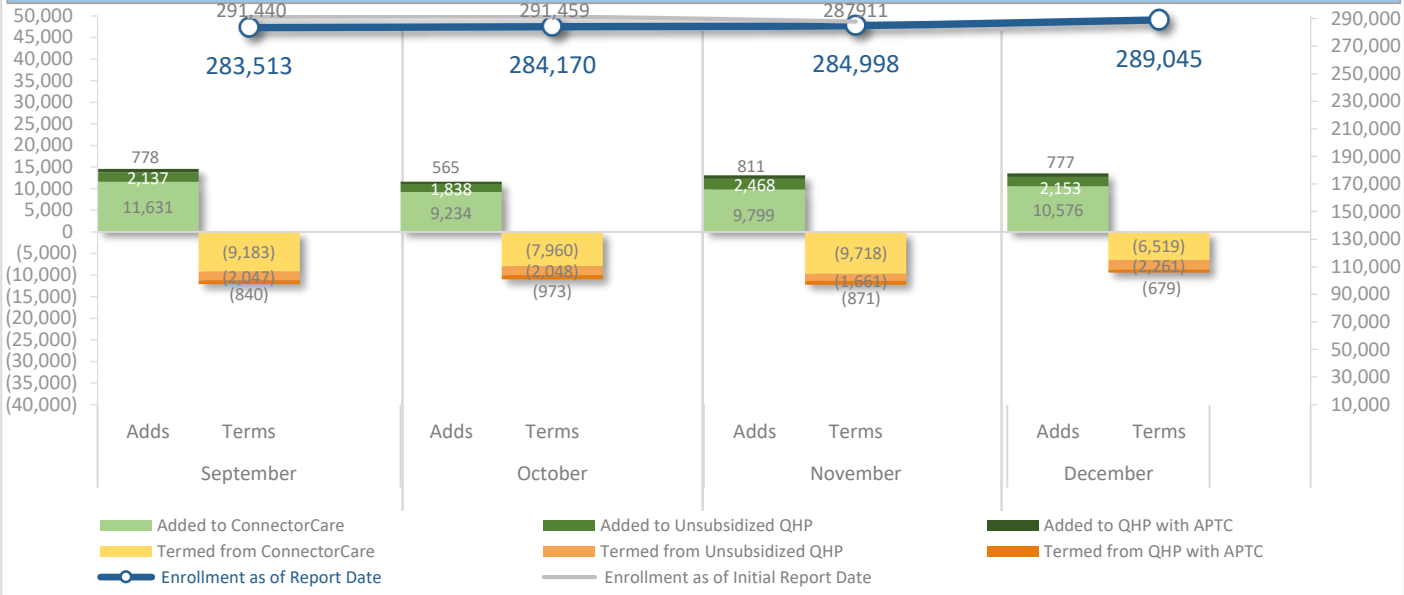 291,440 291,459 287911
50,000 290,000
45,000 270,000
40,000 250,000
35,000 230,000
30,000 210,000
25,000 190,000
20,000 170,000
15,000 150,000
10,000 130,000
5,000 110,000
0 90,000
(5,000) 70,000
(10,000) 50,000
(15,000) 30,000
(20,000) 10,000
(25,000)
(30,000)
(35,000)
(40,000)
283,513 284,170 284,998 289,045
778 565 811 777
2,137 1,838 2,468 2,153
11,631 9,234 9,799 10,576
(9,183) (7,960) (9,718) (6,519)
(2,047) (2,048) (1,661) (2,261)
(840) (973) (871) (679)
Adds Terms Adds Terms Adds Terms Adds Terms
September October November December
Added to ConnectorCare Added to Unsubsidized QHP Added to QHP with APTC
Termed from ConnectorCare Termed from Unsubsidized QHP Termed from QHP with APTC
Enrollment as of Report Date Enrollment as of Initial Report Date